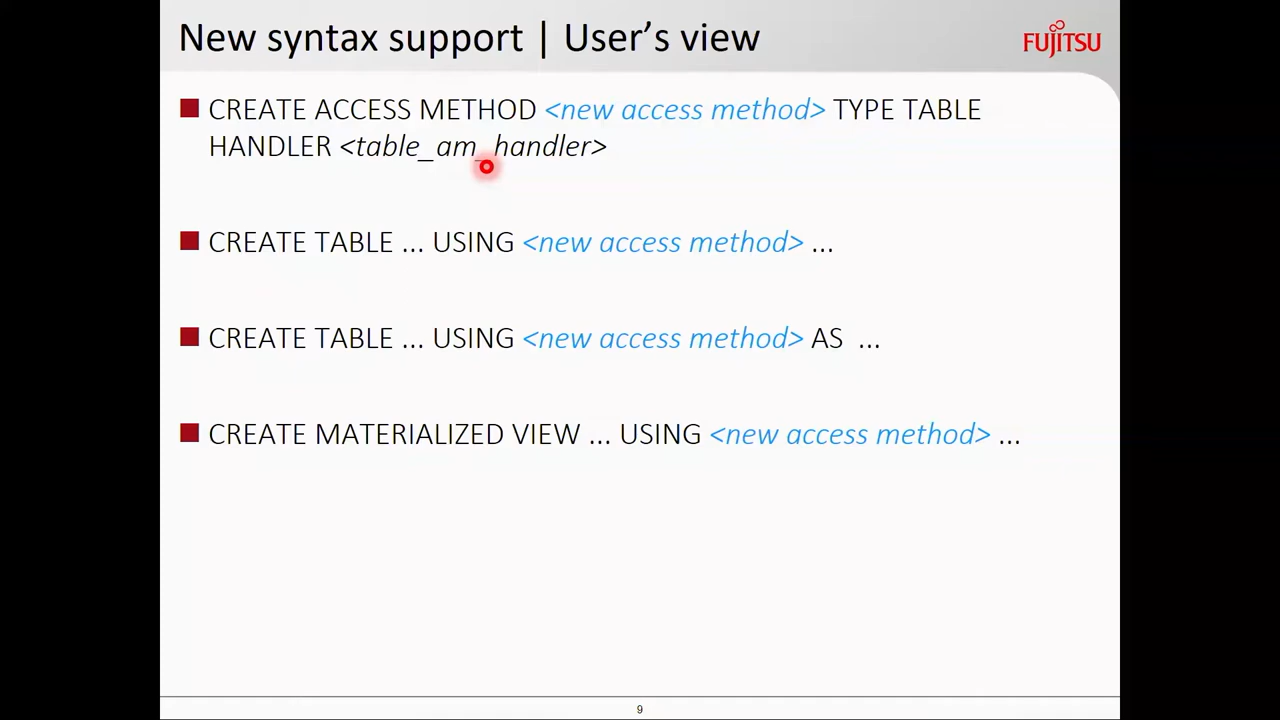 New syntax support | User's view
FUJITSU
CREATE ACCESS METHOD <new access method> TYPE TABLE
HANDLER <table_am_handler>
CREATE TABLE ... USING <new access method> ...
CREATE TABLE ... USING <new access method> AS ...
CREATE MATERIALIZED VIEW ... USING <new access method> ...
9